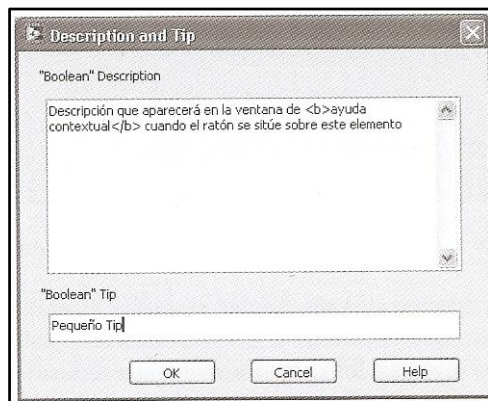 Description and Tip
"Boolean" Description
Descripción que aparecerá en la ventana de <b>ayuda
contextual</b> cuando el ratón se sitúe sobre este elemento
"Boolean" Tip
Pequeño Tip
OK
Cancel
Help